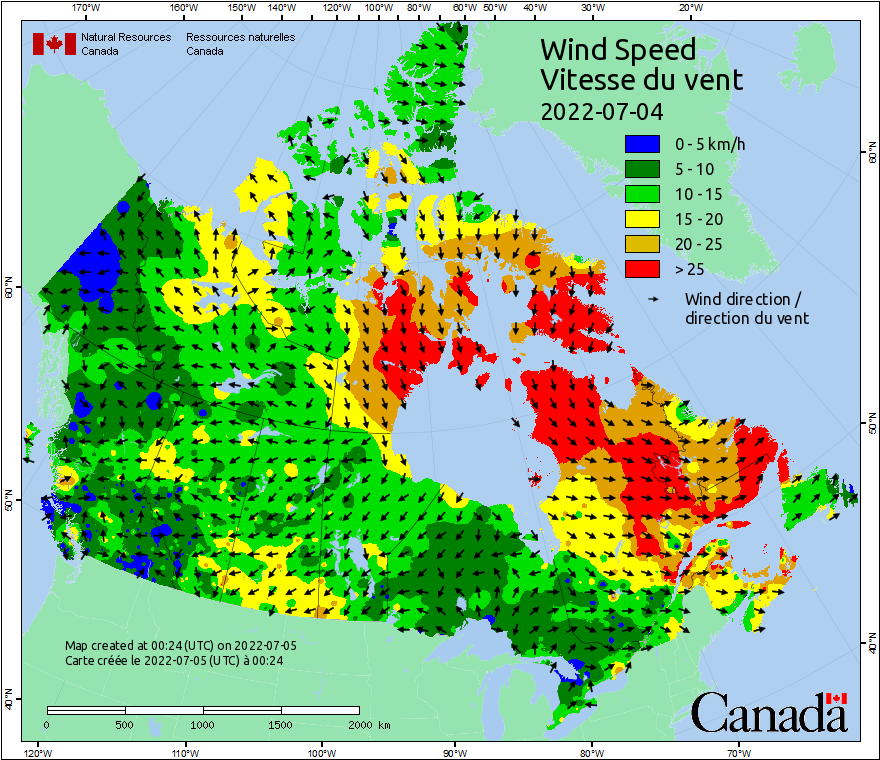 170°W 160°W 150°W 140°W 120°W 100°W 80°W 60°W 50°W 40°W 30°W 20°W
Natural Resources Ressources naturelles
Canada Canada
Wind Speed
Vitesse du vent
2022-07-04
0 - 5 km/h
5 - 10
10 - 15
15 - 20
20 - 25
> 25
Wind direction /
direction du vent
60°N
60°N
50°N
50°N
40°N
40°N
Map created at 00:24 (UTC) on 2022-07-05
Carte créée le 2022-07-05 (UTC) à 00:24
0 500 1000 1500 2000 km
Canada
120°W 110°W 100°W 90°W 80°W 70°W